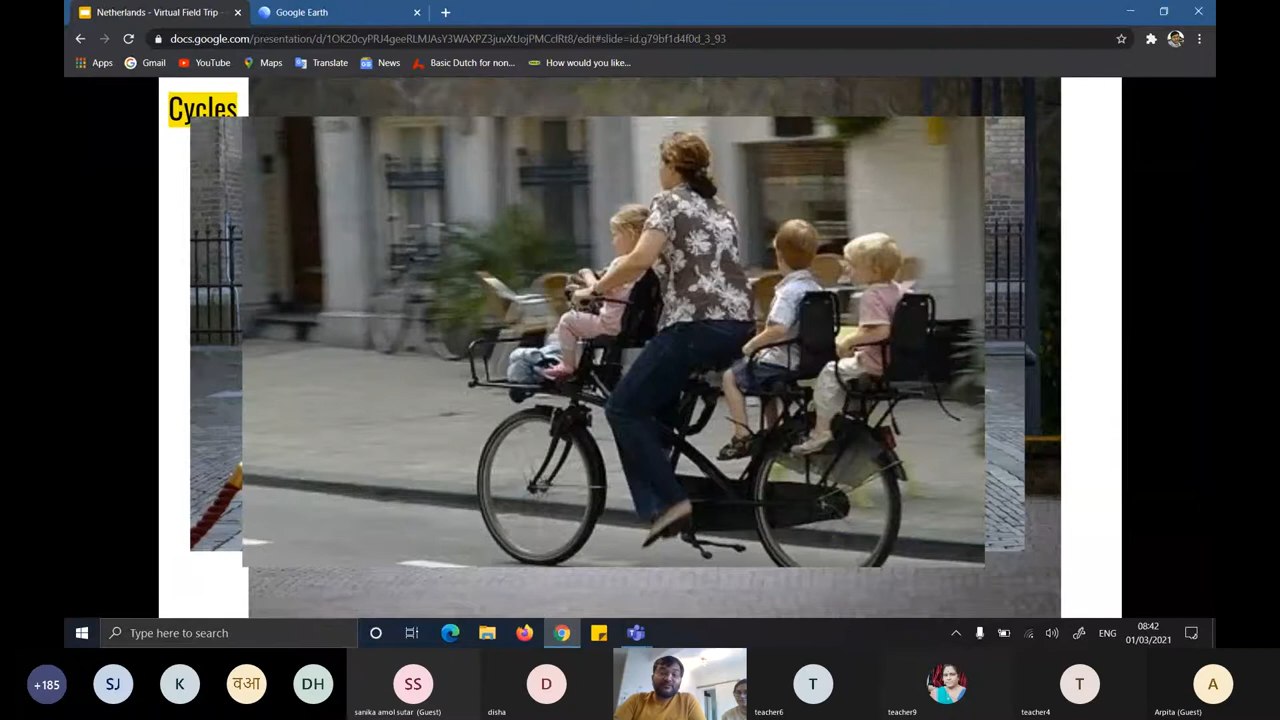 Netherlands - Virtual Field Trip -
Google Earth
docs.google.com/presentation/d/1OK20cyPRJ4geeRLMJAsY3WAXPZ3juvXtJojPMCclRt8/edit#slide=id.g79bf1d4f0d_3_93
Apps Gmail YouTube Maps Translate News Basic Dutch for non... How would you like...
Cycles
Type here to search
ENG
08:42
01/03/2021
+185 SJ K वआ DH SS D T T A
sanika amol sutar (Guest) disha teacher6 teacher9 teacher4 Arpita (Guest)